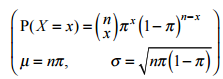 P(X = x) = (n x) π^x (1 − π)^{n−x}
μ = nπ,    σ = √nπ(1 − π)